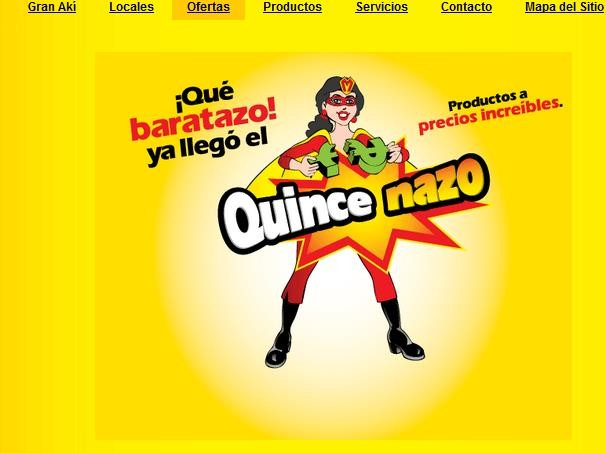 Gran Akí Locales Ofertas Productos Servicios Contacto Mapa del Sitio
¡Qué
baratazo!
ya llegó el
Productos a
precios increíbles.
Quince nazo